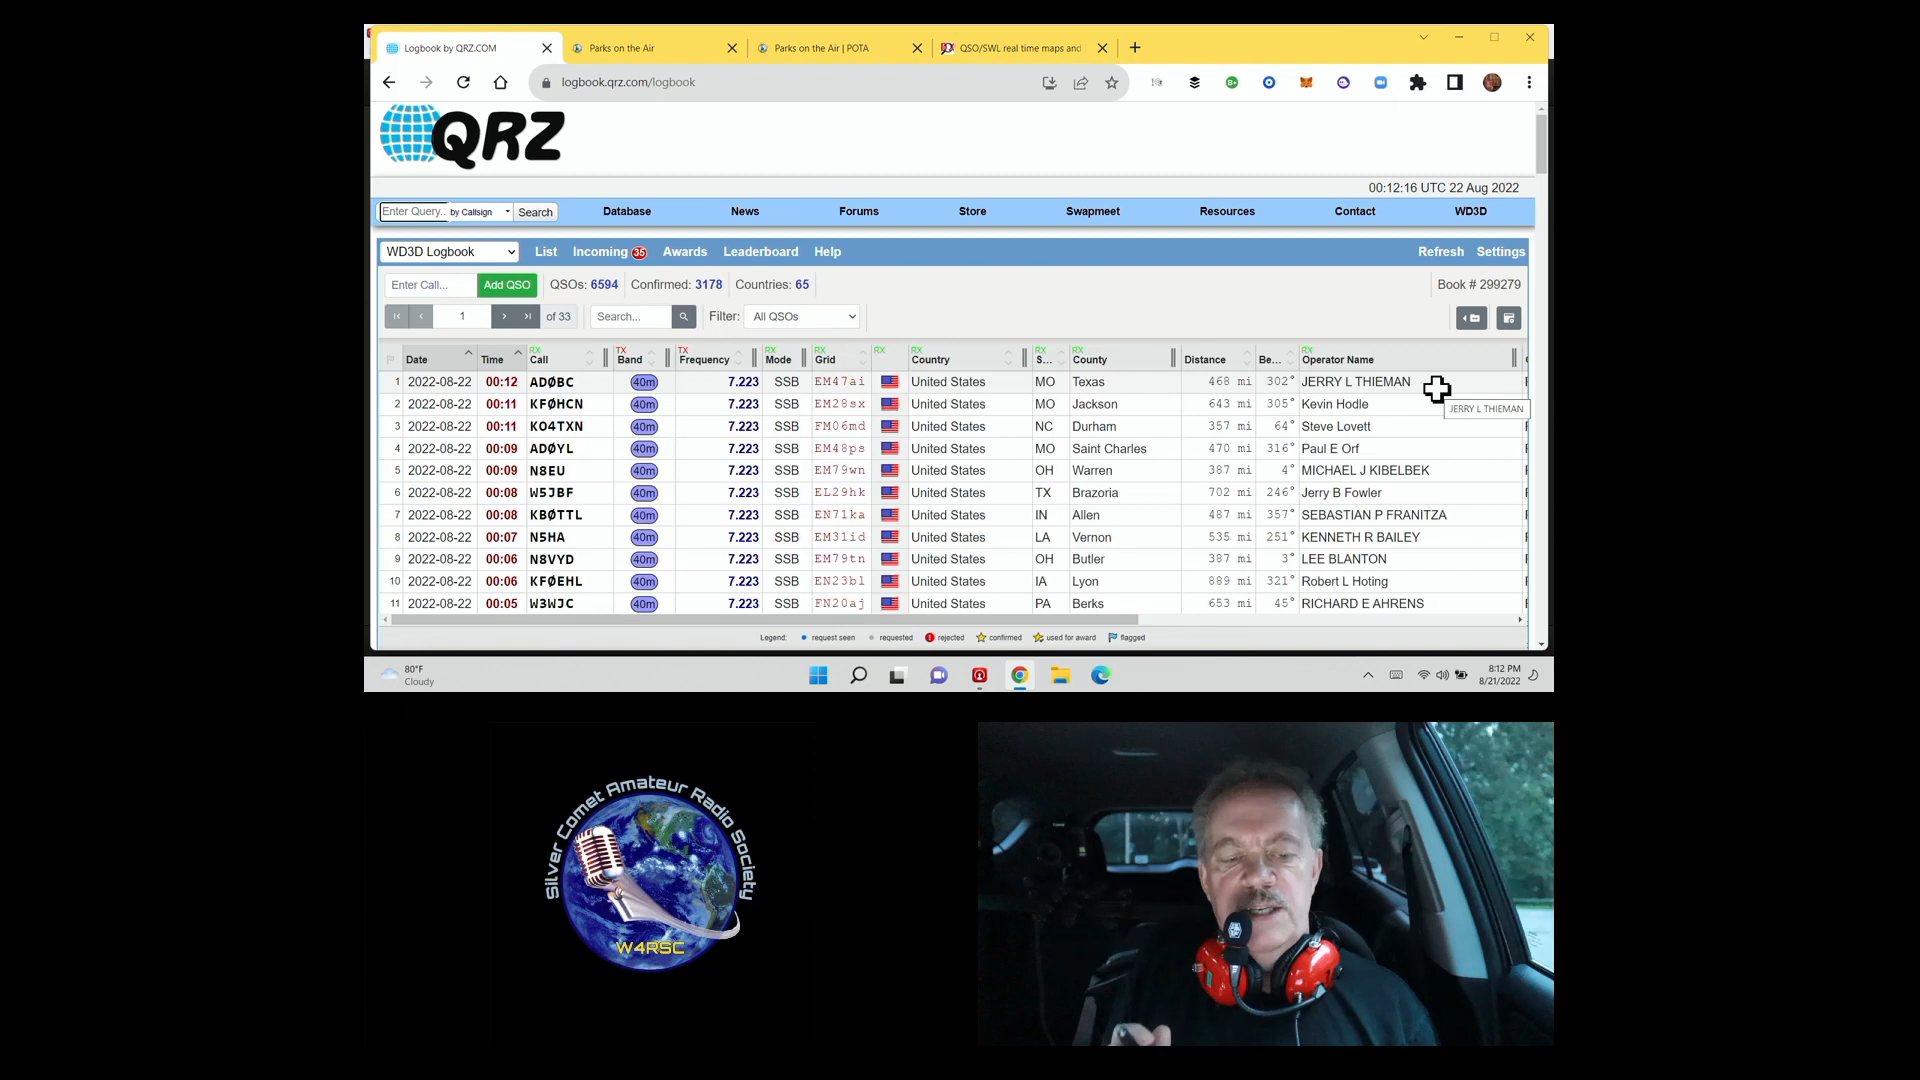 Logbook by QRZ.COM
Parks on the Air
Parks on the Air | POTA
QSO/SWL real time maps and
logbook.qrz.com/logbook
QRZ
00:12:16 UTC 22 Aug 2022
Enter Query.. by Callsign Search Database News Forums Store Swapmeet Resources Contact WD3D
WD3D Logbook List Incoming 35 Awards Leaderboard Help Refresh Settings
Enter Call... Add QSO QSOs: 6594 Confirmed: 3178 Countries: 65 Book # 299279
1 of 33 Search... Filter: All QSOs
RX TX TX RX RX RX RX RX RX RX
Date Time Call Band Frequency Mode Grid Country S... County Distance Be... Operator Name
1 2022-08-22 00:12 ADØBC 40m 7.223 SSB EM47ai United States MO Texas 468 mi 302° JERRY L THIEMAN
2 2022-08-22 00:11 KFØHCN 40m 7.223 SSB EM28sx United States MO Jackson 643 mi 305° Kevin Hodle
JERRY L THIEMAN
3 2022-08-22 00:11 KO4TXN 40m 7.223 SSB FM06md United States NC Durham 357 mi 64° Steve Lovett
4 2022-08-22 00:09 ADØYL 40m 7.223 SSB EM48ps United States MO Saint Charles 470 mi 316° Paul E Orf
5 2022-08-22 00:09 N8EU 40m 7.223 SSB EM79wn United States OH Warren 387 mi 4° MICHAEL J KIBELBEK
6 2022-08-22 00:08 W5JBF 40m 7.223 SSB EL29hk United States TX Brazoria 702 mi 246° Jerry B Fowler
7 2022-08-22 00:08 KBØTTL 40m 7.223 SSB EN71ka United States IN Allen 487 mi 357° SEBASTIAN P FRANITZA
8 2022-08-22 00:07 N5HA 40m 7.223 SSB EM31id United States LA Vernon 535 mi 251° KENNETH R BAILEY
9 2022-08-22 00:06 N8VYD 40m 7.223 SSB EM79tn United States OH Butler 387 mi 3° LEE BLANTON
10 2022-08-22 00:06 KFØEHL 40m 7.223 SSB EN23bl United States IA Lyon 889 mi 321° Robert L Hoting
11 2022-08-22 00:05 W3WJC 40m 7.223 SSB FN20aj United States PA Berks 653 mi 45° RICHARD E AHRENS
Legend: request seen requested rejected confirmed used for award flagged
80°F
Cloudy
8:12 PM
8/21/2022
Silver Comet Amateur Radio Society
W4RSC